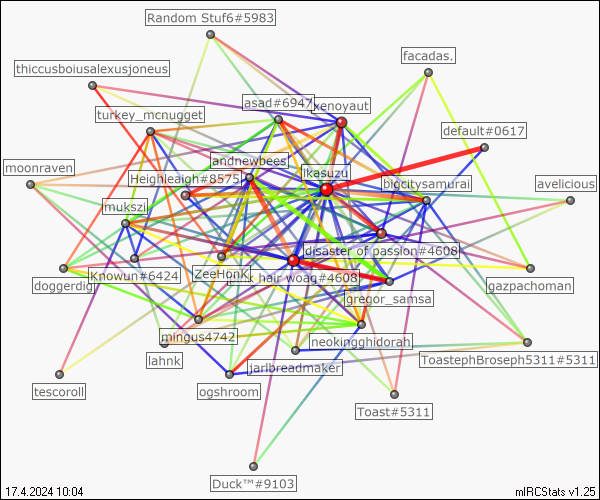 Random Stuf6#5983
facadas.
thiccusboiusalexusjoneus
asad#6947
xenoyaut
turkey_mcnugget
default#0617
andnewbees
ikasuzu
moonraven
Heighleaigh#8575
bigcitysamurai
avelicious
mukszi
disaster of passion#4608
Knowun#6424
ZeeHonK
hair woag#4608
doggerdig
gazpachoman
gregor_samsa
mingus4742
neokingghidorah
lahnk
ToastephBroseph5311#5311
jarlbreadmaker
tescoroll
ogshroom
Toast#5311
Duck™#9103
17.4.2024 10:04
mIRCStats v1.25